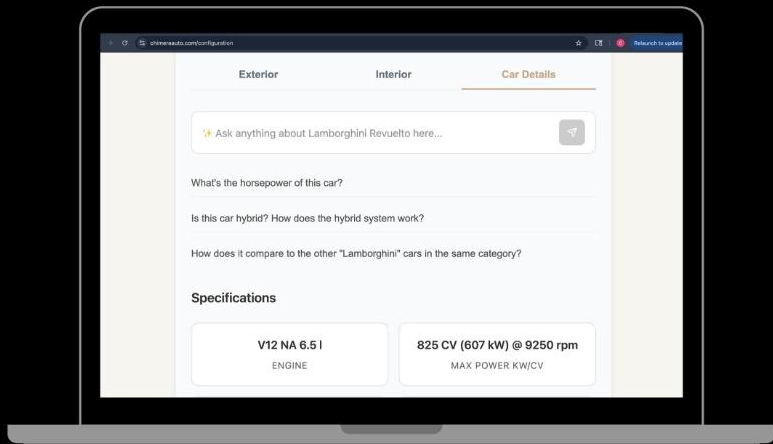 chimeraauto.com/configuration
Relaunch to update
Exterior Interior Car Details
✨ Ask anything about Lamborghini Revuelto here...
What's the horsepower of this car?
Is this car hybrid? How does the hybrid system work?
How does it compare to the other "Lamborghini" cars in the same category?
Specifications
V12 NA 6.5 l
ENGINE
825 CV (607 kW) @ 9250 rpm
MAX POWER KW/CV